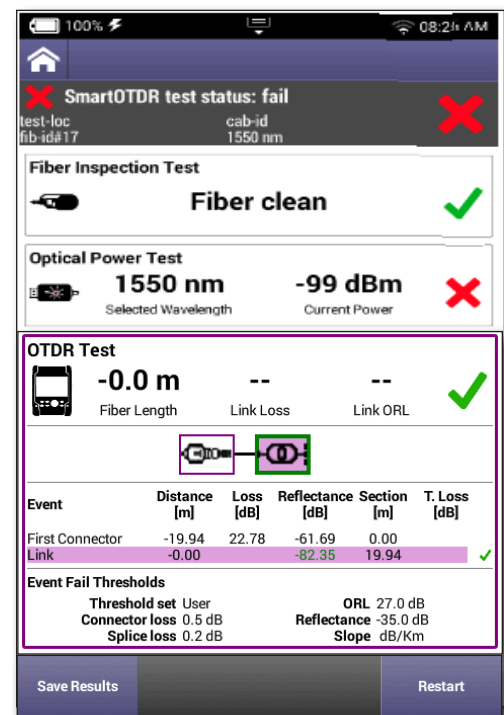 100%
SmartOTDR test status: fail
test-loc cab-id
fib-id#17 1550 nm
Fiber Inspection Test
Fiber clean
Optical Power Test
1550 nm -99 dBm
Selected Wavelength Current Power
OTDR Test
-0.0 m -- --
Fiber Length Link Loss Link ORL
Event Distance [m] Loss [dB] Reflectance [dB] Section [m] T. Loss [dB]
First Connector -19.94 22.78 -61.69 0.00
Link -0.00 -82.35 19.94
Event Fail Thresholds
Threshold set User ORL 27.0 dB
Connector loss 0.5 dB Reflectance -35.0 dB
Splice loss 0.2 dB Slope dB/Km
Save Results Restart